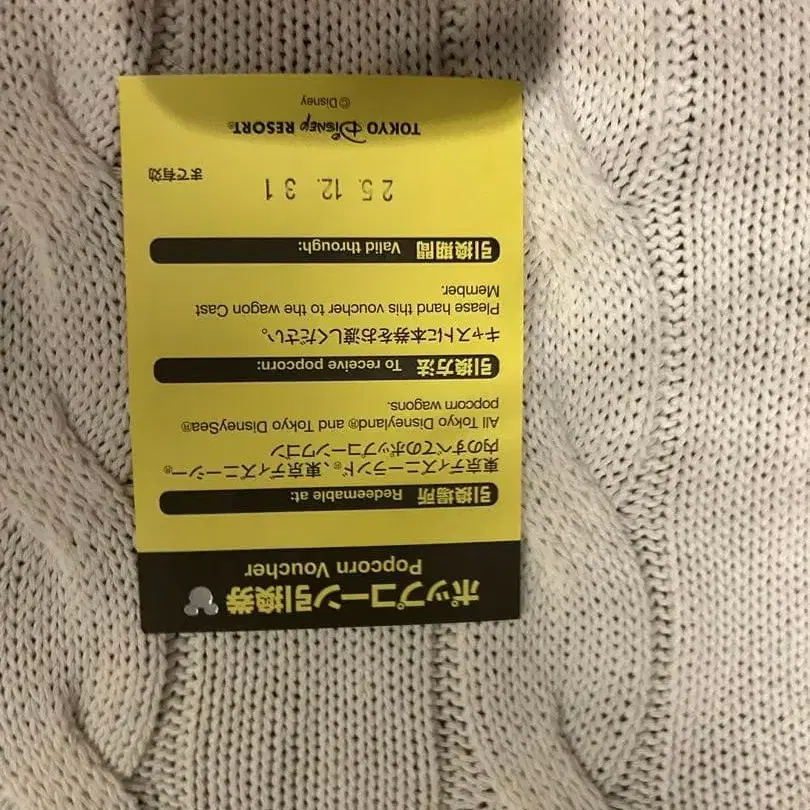 ポップコーン引換券
Popcorn Voucher
引換場所 Redeemable at:
東京ディズニーランド®、東京ディズニーシー®
内のすべてのポップコーンワゴン
All Tokyo Disneyland® and Tokyo DisneySea®
popcorn wagons.
引換方法 To receive popcorn:
キャストに本券をお渡しください。
Please hand this voucher to the wagon Cast
Member.
引換期間 Valid through:
25.12.31 まで有効
TOKYO Disney RESORT®
©Disney